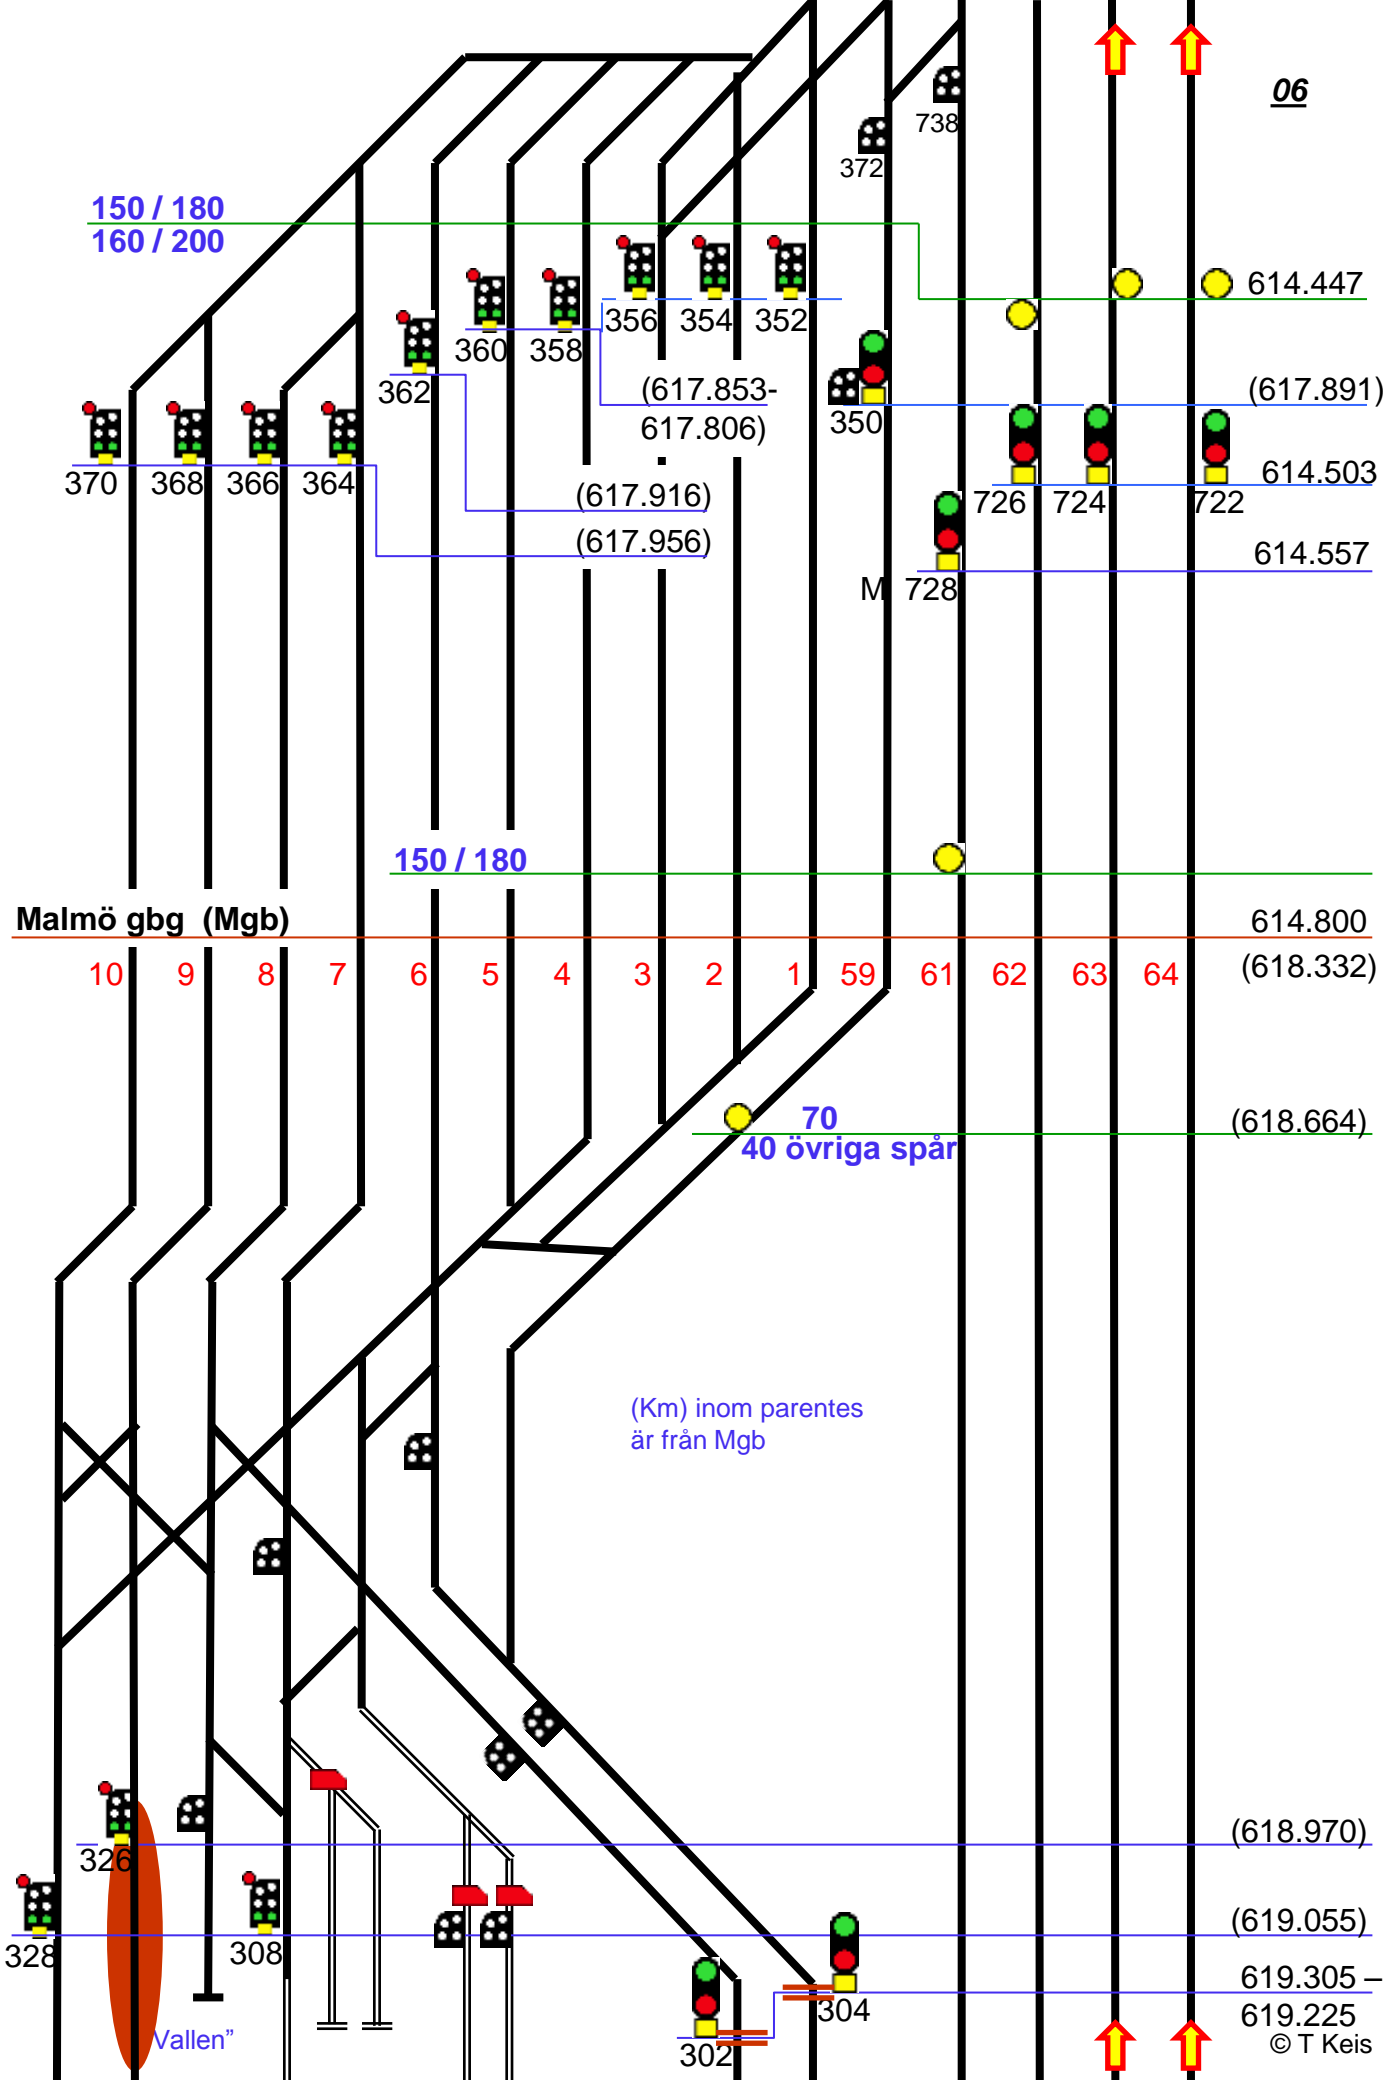 06
738
372
150 / 180
160 / 200
614.447
356 354 352
360 358
362
(617.853-
617.806)
(617.891)
350
370 368 366 364
(617.916)
726 724 722
614.503
(617.956)
614.557
M 728
150 / 180
Malmö gbg (Mgb)
614.800
10 9 8 7 6 5 4 3 2 1 59 61 62 63 64
(618.332)
70
40 övriga spår
(618.664)
(Km) inom parentes
är från Mgb
(618.970)
326
(619.055)
328 308
619.305 –
304
619.225
Vallen”
302
© T Keis